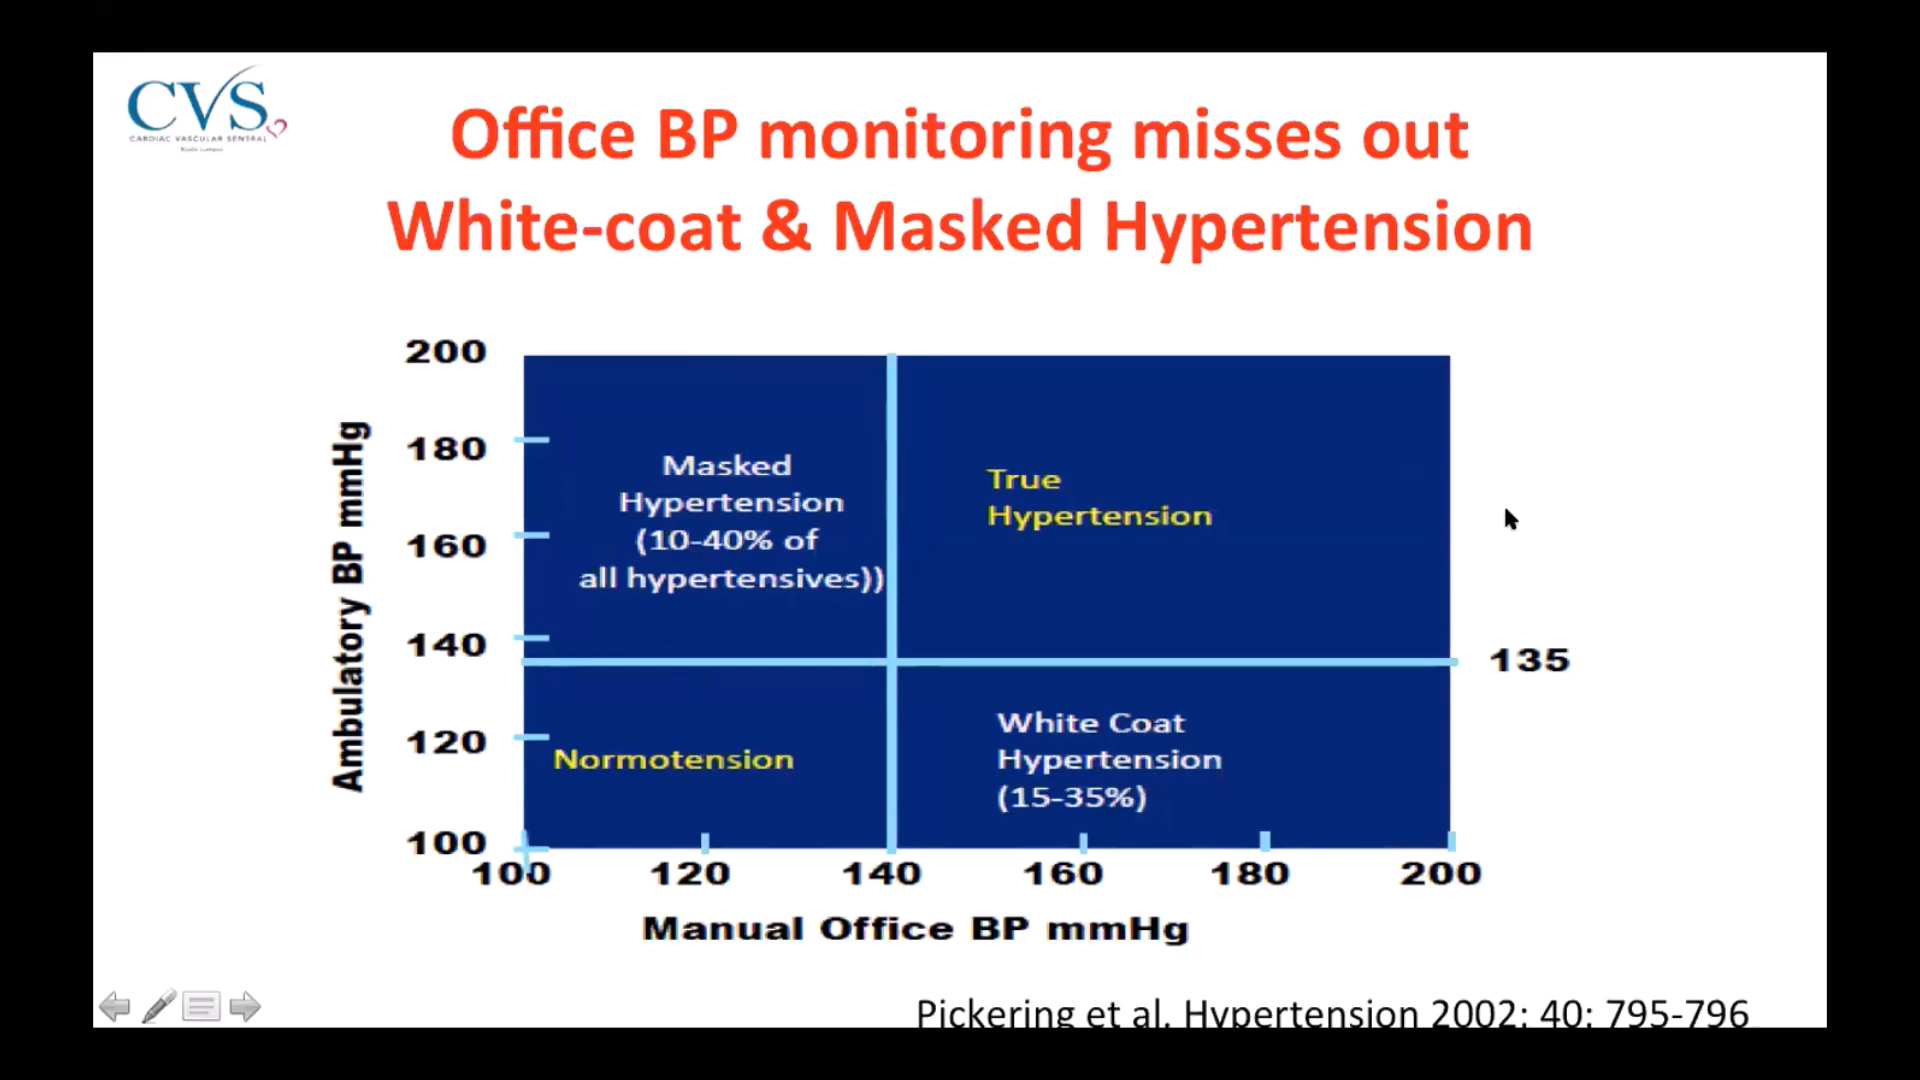 CVS
CARDIAC VASCULAR SENTRAL
Kuala Lumpur
Office BP monitoring misses out
White-coat & Masked Hypertension
Ambulatory BP mmHg
200
180
160
140
120
100
Masked
Hypertension
(10-40% of
all hypertensives))
True
Hypertension
135
Normotension
White Coat
Hypertension
(15-35%)
100
120
140
160
180
200
Manual Office BP mmHg
Pickering et al. Hypertension 2002; 40: 795-796